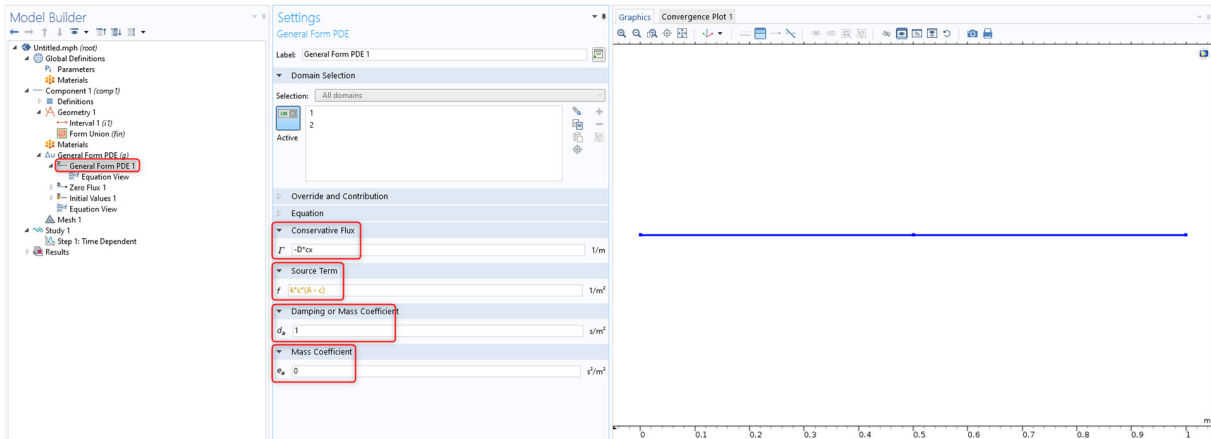 Model Builder
Untitled.mph (root)
Global Definitions
Pi Parameters
Materials
Component 1 (comp1)
Definitions
Geometry 1
Interval 1 (i1)
Form Union (fin)
Materials
Δu General Form PDE (g)
General Form PDE 1
Equation View
Zero Flux 1
Initial Values 1
Equation View
Mesh 1
Study 1
Step 1: Time Dependent
Results
Settings
General Form PDE
Label: General Form PDE 1
Domain Selection
Selection: All domains
ON
Active
1
2
Override and Contribution
Equation
Conservative Flux
Γ -D*cx 1/m
Source Term
f k*c*(A - c) 1/m²
Damping or Mass Coefficient
dₐ 1 s/m²
Mass Coefficient
eₐ 0 s²/m²
Graphics Convergence Plot 1
m
0 0.1 0.2 0.3 0.4 0.5 0.6 0.7 0.8 0.9 1